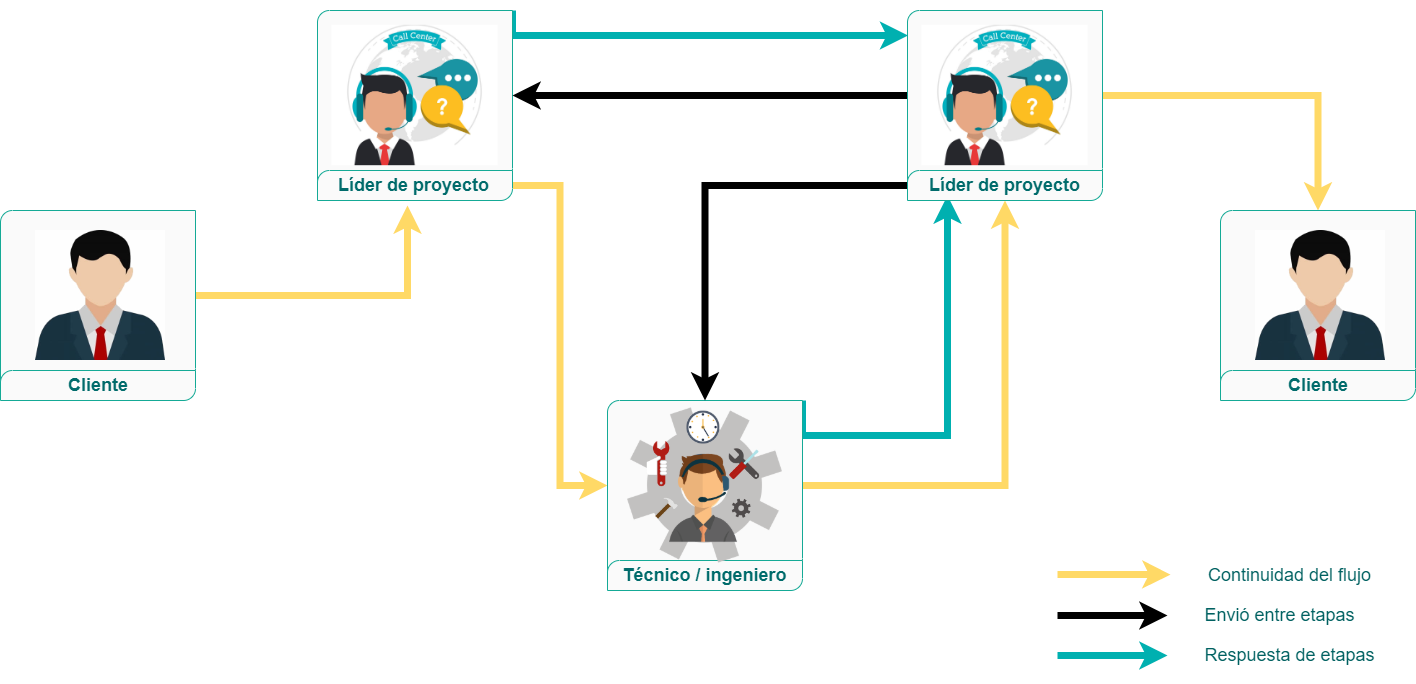 Call Center
?
Líder de proyecto
Call Center
?
Líder de proyecto
Cliente
Cliente
Técnico / ingeniero
Continuidad del flujo
Envió entre etapas
Respuesta de etapas